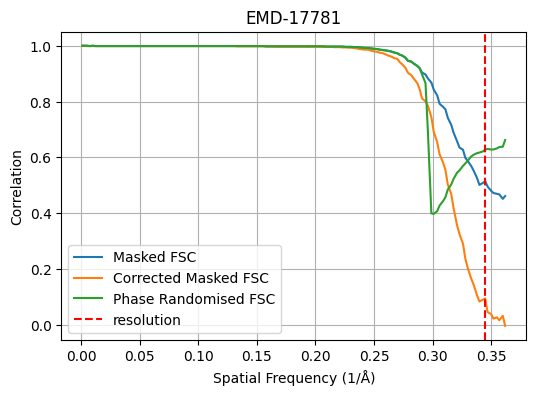 EMD-17781
Correlation
1.0
0.8
0.6
0.4
0.2
0.0
Masked FSC
Corrected Masked FSC
Phase Randomised FSC
resolution
0.00 0.05 0.10 0.15 0.20 0.25 0.30 0.35
Spatial Frequency (1/Å)